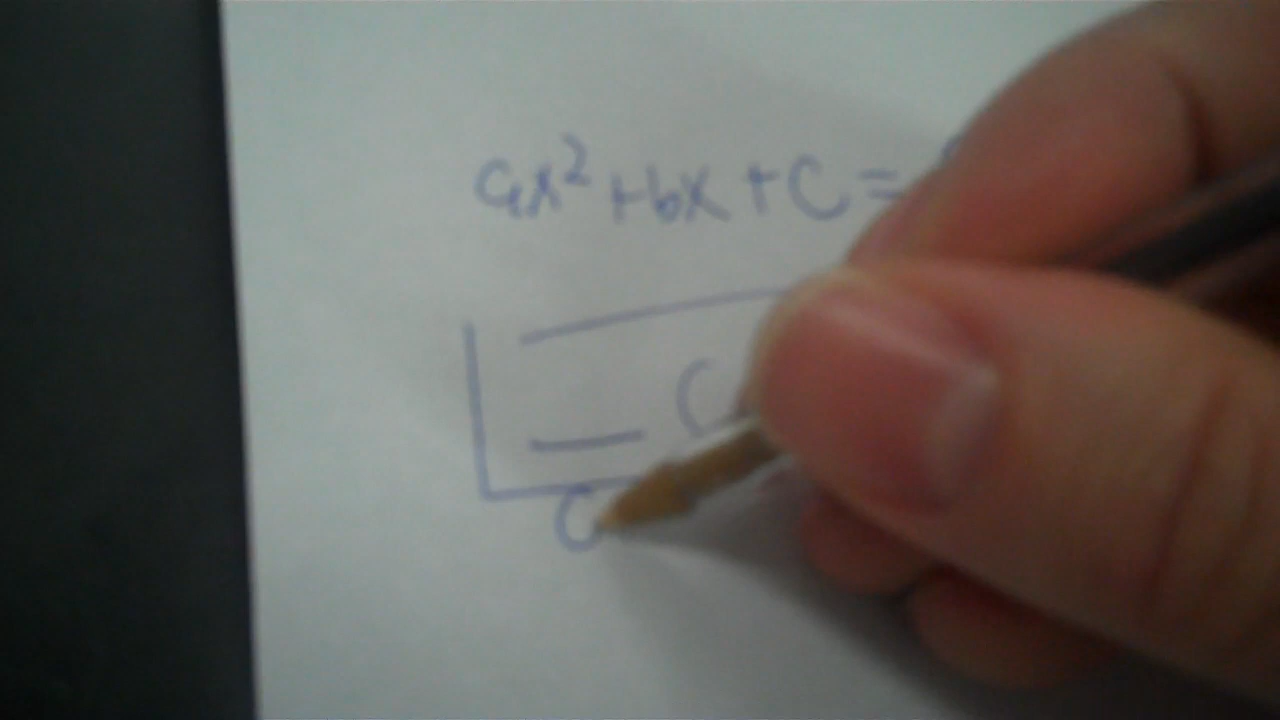 ax² + bx + C =
C
C